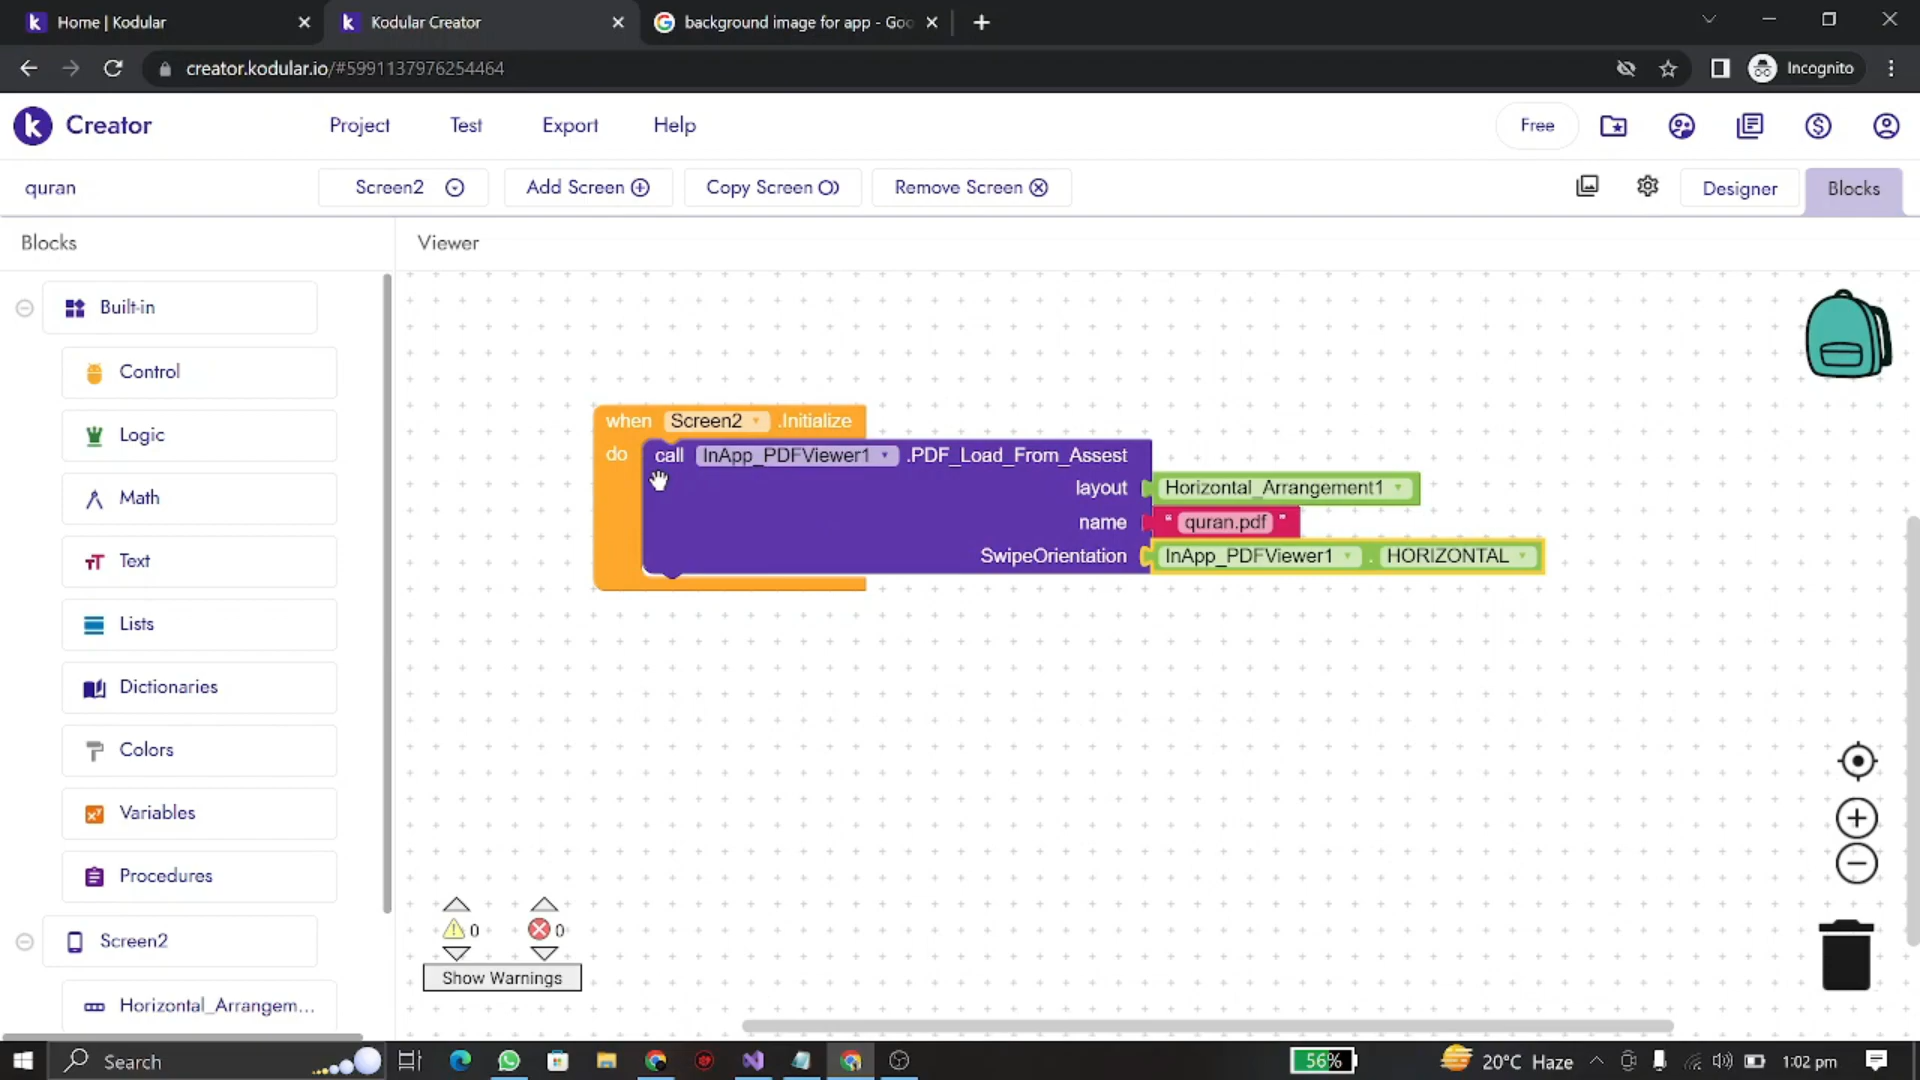 Home | Kodular
Kodular Creator
background image for app - Goo
creator.kodular.io/#5991137976254464
Incognito
Creator
Project
Test
Export
Help
Free
quran
Screen2
Add Screen
Copy Screen
Remove Screen
Designer
Blocks
Blocks
Viewer
Built-in
Control
Logic
Math
Text
Lists
Dictionaries
Colors
Variables
Procedures
Screen2
Horizontal_Arrangem...
when Screen2 .Initialize
do call InApp_PDFViewer1 .PDF_Load_From_Assest
layout Horizontal_Arrangement1
name " quran.pdf "
SwipeOrientation InApp_PDFViewer1 . HORIZONTAL
0 0
Show Warnings
Search
56%
20°C Haze
1:02 pm